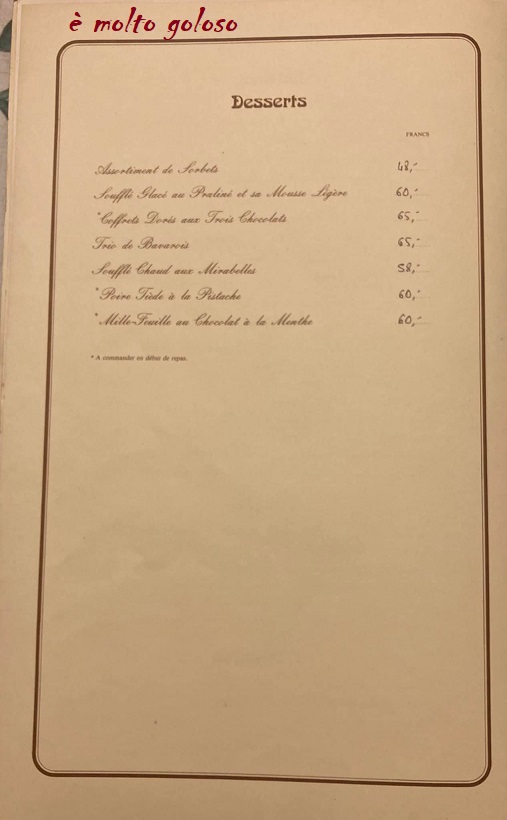 è molto goloso
Desserts
FRANCS
Assortiment de Sorbets 48,-
Soufflé Glacé au Praliné et sa Mousse Légère 60,-
*Coffrets Dorés aux Trois Chocolats 65,-
Trio de Bavarois 65,-
Soufflé Chaud aux Mirabelles 58,-
*Poire Tiède à la Pistache 60,-
*Mille-Feuille au Chocolat à la Menthe 60,-
* A commander en début de repas.